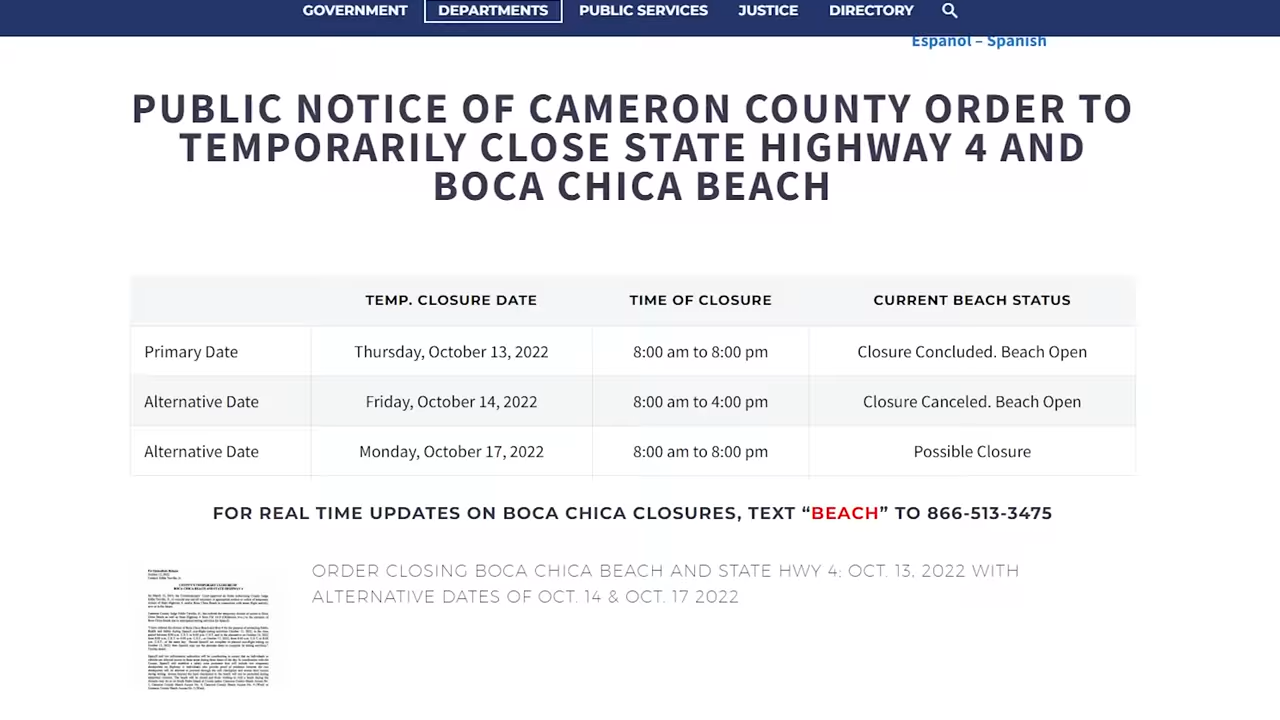 GOVERNMENT DEPARTMENTS PUBLIC SERVICES JUSTICE DIRECTORY
Español – Spanish
PUBLIC NOTICE OF CAMERON COUNTY ORDER TO
TEMPORARILY CLOSE STATE HIGHWAY 4 AND
BOCA CHICA BEACH
TEMP. CLOSURE DATE TIME OF CLOSURE CURRENT BEACH STATUS
Primary Date Thursday, October 13, 2022 8:00 am to 8:00 pm Closure Concluded. Beach Open
Alternative Date Friday, October 14, 2022 8:00 am to 4:00 pm Closure Canceled. Beach Open
Alternative Date Monday, October 17, 2022 8:00 am to 8:00 pm Possible Closure
FOR REAL TIME UPDATES ON BOCA CHICA CLOSURES, TEXT “BEACH” TO 866-513-3475
ORDER CLOSING BOCA CHICA BEACH AND STATE HWY 4: OCT. 13, 2022 WITH
ALTERNATIVE DATES OF OCT. 14 & OCT. 17 2022